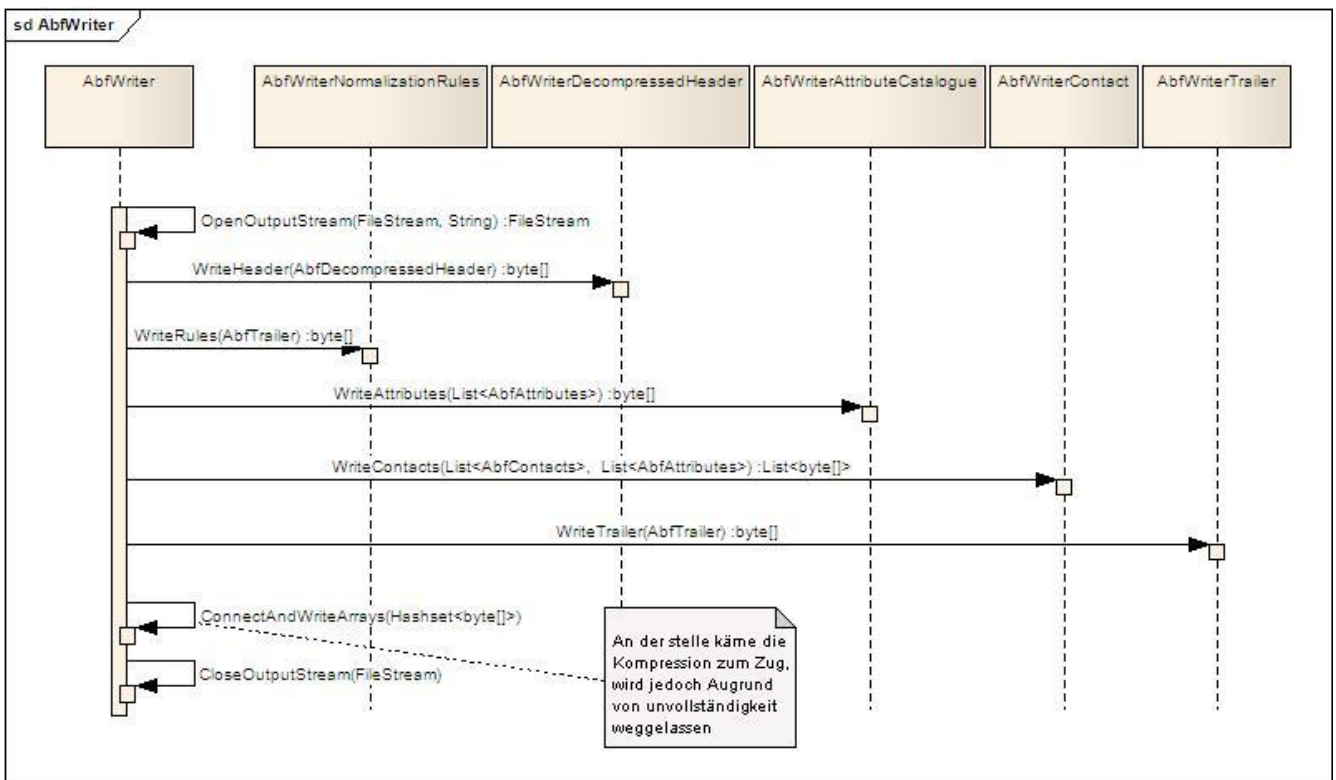 sd AbfWriter
AbfWriter
AbfWriterNormalizationRules
AbfWriterDecompressedHeader
AbfWriterAttributeCatalogue
AbfWriterContact
AbfWriterTrailer
OpenOutputStream(FileStream, String) :FileStream
WriteHeader(AbfDecompressedHeader) :byte[]
WriteRules(AbfTrailer) :byte[]
WriteAttributes(List<AbfAttributes>) :byte[]
WriteContacts(List<AbfContacts>, List<AbfAttributes>) :List<byte[]>
WriteTrailer(AbfTrailer) :byte[]
ConnectAndWriteArrays(Hashset<byte[]>)
CloseOutputStream(FileStream)
An der stelle käme die
Kompression zum Zug,
wird jedoch Augrund
von unvollständigkeit
weggelassen